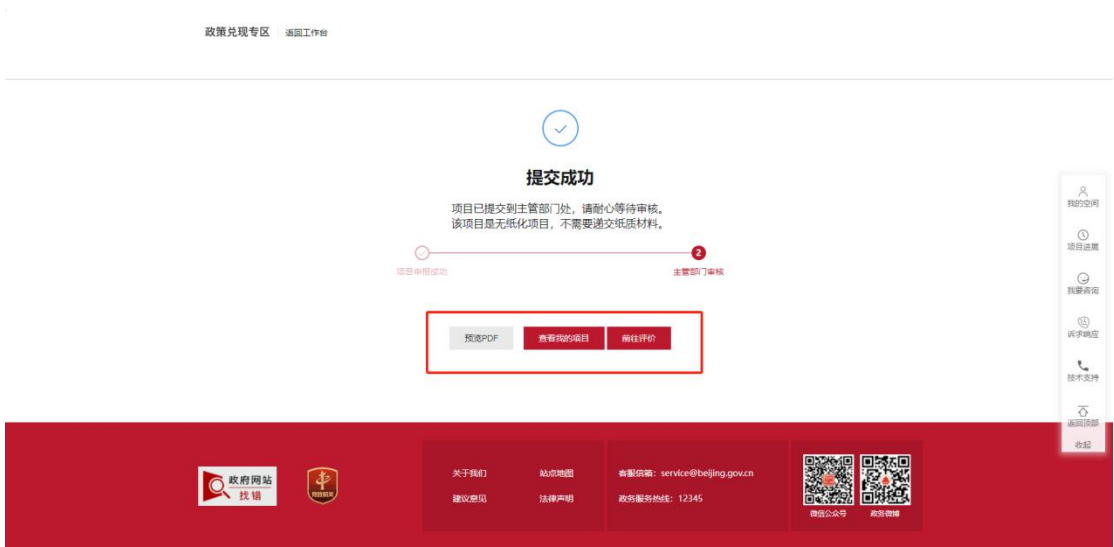 政策兑现专区 返回工作台
提交成功
项目已提交到主管部门处，请耐心等待审核。
该项目是无纸化项目，不需要递交纸质材料。
2
项目申报成功 主管部门审核
预览PDF 查看我的项目 前往评价
我的空间
项目进展
我要咨询
诉求响应
技术支持
返回顶部
收起
政府网站
找错
党政机关
关于我们 站点地图 客服信箱：service@beijing.gov.cn
建议意见 法律声明 政务服务热线：12345
微信公众号 政务微博